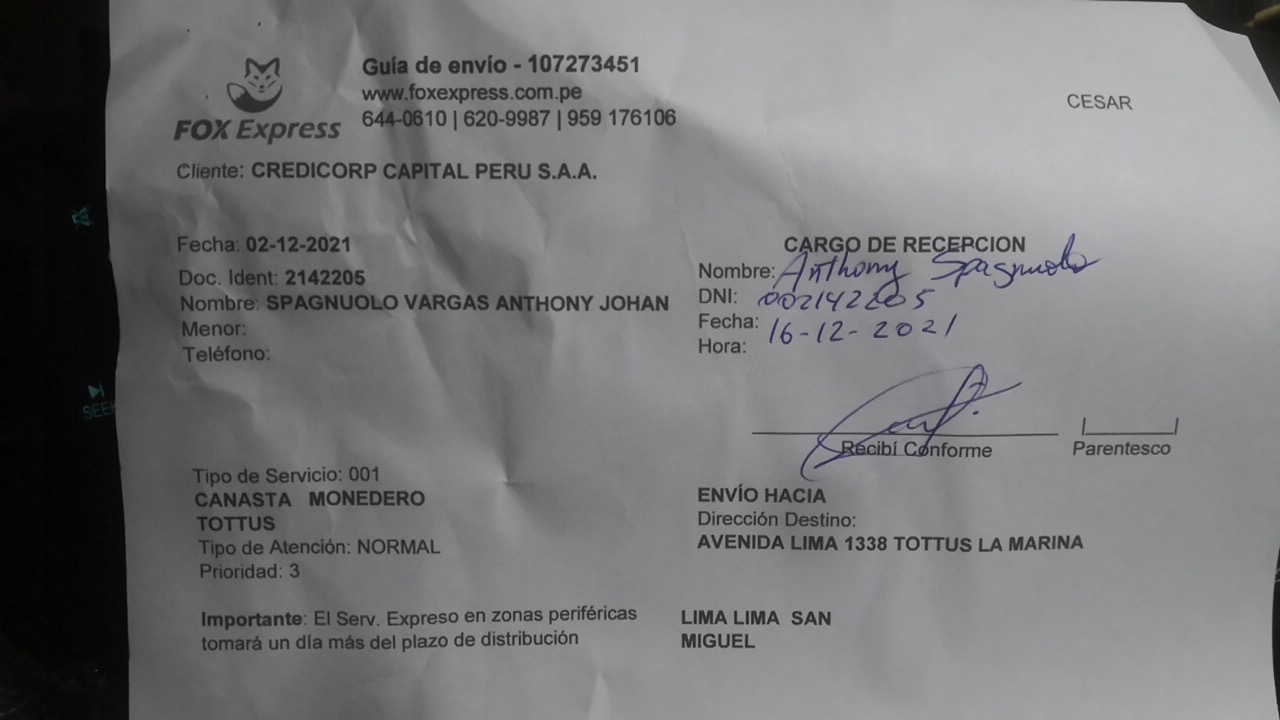 Guía de envío - 107273451
www.foxexpress.com.pe
644-0610 | 620-9987 | 959 176106
FOX Express
CESAR
Cliente: CREDICORP CAPITAL PERU S.A.A.
Fecha: 02-12-2021
Doc. Ident: 2142205
Nombre: SPAGNUOLO VARGAS ANTHONY JOHAN
Menor:
Teléfono:
CARGO DE RECEPCION
Nombre: Anthony Spagnuolo
DNI: 002142205
Fecha: 16-12-2021
Hora:
Recibí Conforme
Parentesco
Tipo de Servicio: 001
CANASTA MONEDERO
TOTTUS
Tipo de Atención: NORMAL
Prioridad: 3
ENVÍO HACIA
Dirección Destino:
AVENIDA LIMA 1338 TOTTUS LA MARINA
Importante: El Serv. Expreso en zonas periféricas
tomará un día más del plazo de distribución
LIMA LIMA SAN
MIGUEL
SEEK